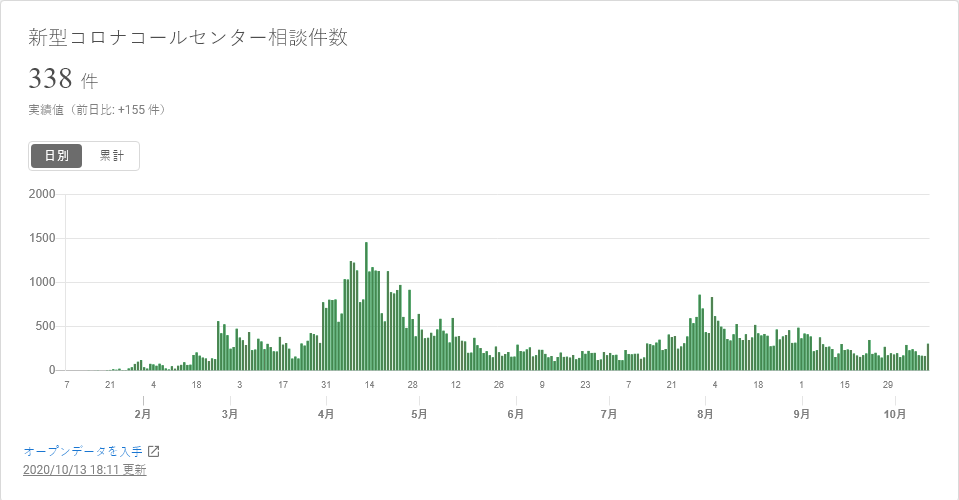 新型コロナコールセンター相談件数
338 件
実績値（前日比: +155 件）
日別 累計
2000
1500
1000
500
0
7 21 4 18 3 17 31 14 28 12 26 9 23 7 21 4 18 1 15 29
2月 3月 4月 5月 6月 7月 8月 9月 10月
オープンデータを入手
2020/10/13 18:11 更新